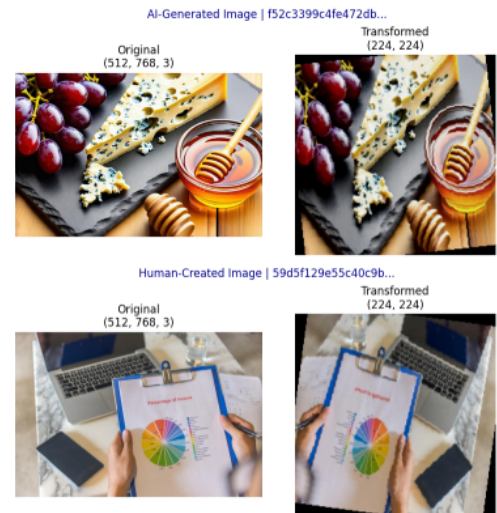 AI-Generated Image | f52c3399c4fe472db...
Original
(512, 768, 3)
Transformed
(224, 224)
Human-Created Image | 59d5f129e55c40c9b...
Original
(512, 768, 3)
Transformed
(224, 224)